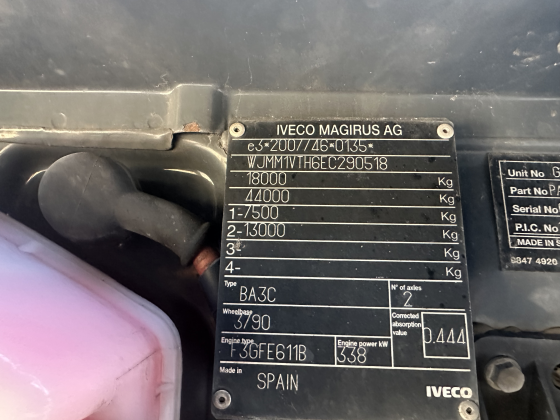 IVECO MAGIRUS AG
e3*2007/46*0135*
WJMM1VTH6EC290518
18000 Kg
44000 Kg
1-7500 Kg
2-13000 Kg
3- Kg
4- Kg
Type BA3C
N° of axles 2
Wheelbase 3790
Corrected absorption value 0.444
Engine type F3GFE611B
Engine power kW 338
Made in SPAIN
IVECO
Unit No
Part No
Serial No
P.I.C. No
MADE IN
8847 4920